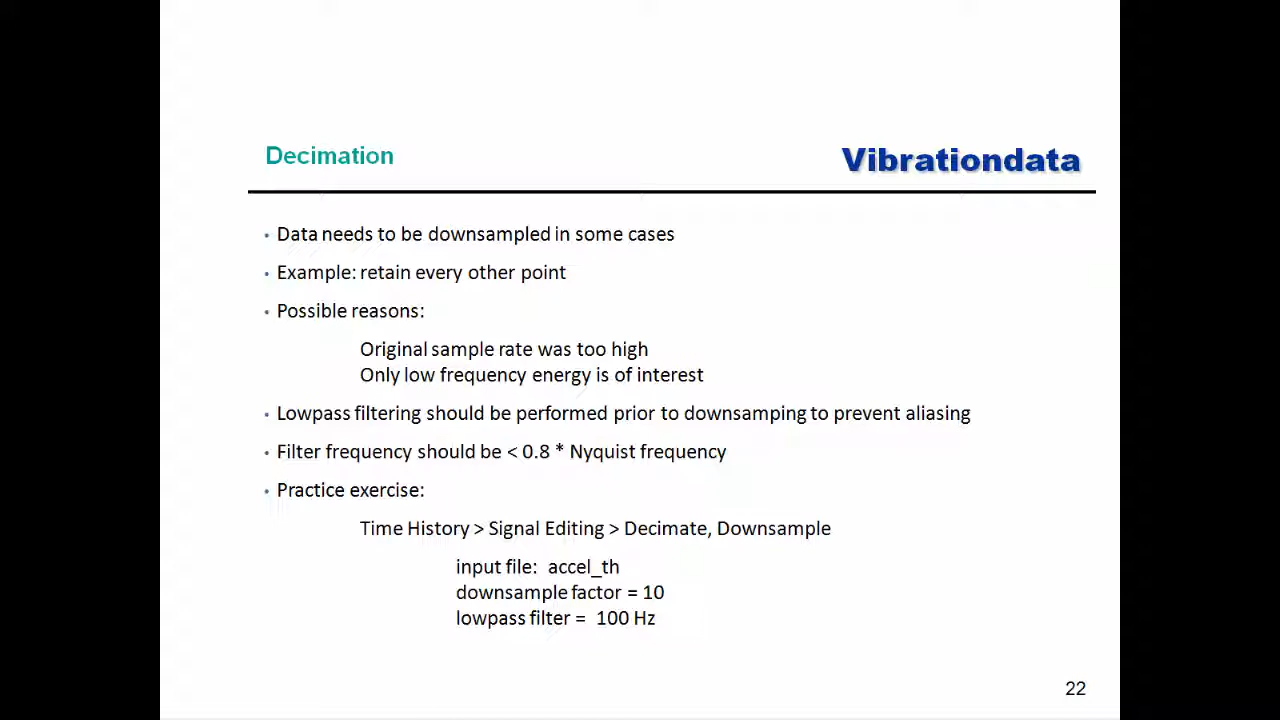 Decimation
Vibrationdata
• Data needs to be downsampled in some cases
• Example: retain every other point
• Possible reasons:
Original sample rate was too high
Only low frequency energy is of interest
• Lowpass filtering should be performed prior to downsamping to prevent aliasing
• Filter frequency should be < 0.8 * Nyquist frequency
• Practice exercise:
Time History > Signal Editing > Decimate, Downsample
input file: accel_th
downsample factor = 10
lowpass filter = 100 Hz
22